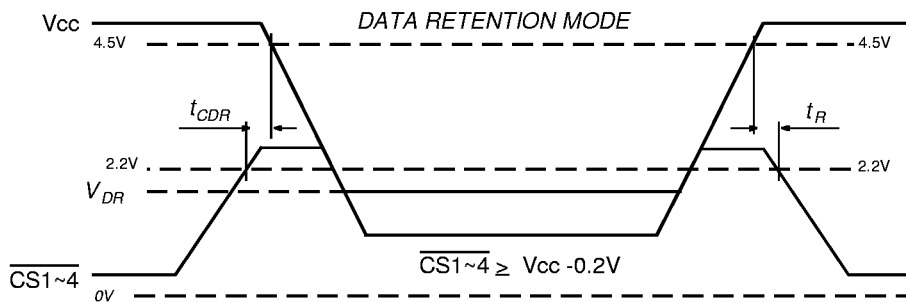 Vcc
DATA RETENTION MODE
4.5V
4.5V
tCDR
tR
2.2V
2.2V
VDR
CS1~4
CS1~4 ≥ Vcc -0.2V
0V